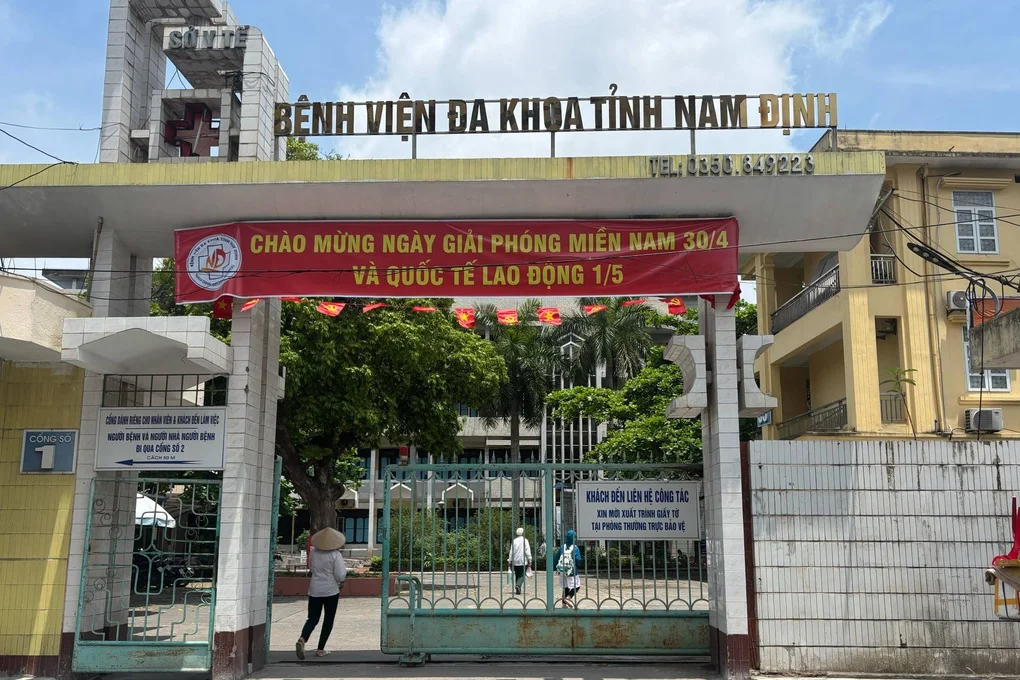 SỞ Y TẾ
BỆNH VIỆN ĐA KHOA TỈNH NAM ĐỊNH
TEL: 0350.849223
CHÀO MỪNG NGÀY GIẢI PHÓNG MIỀN NAM 30/4
VÀ QUỐC TẾ LAO ĐỘNG 1/5
CỔNG SỐ
1
CỔNG DÀNH RIÊNG CHO NHÂN VIÊN & KHÁCH ĐẾN LÀM VIỆC
NGƯỜI BỆNH VÀ NGƯỜI NHÀ NGƯỜI BỆNH
ĐI QUA CỔNG SỐ 2
CÁCH 50 M
KHÁCH ĐẾN LIÊN HỆ CÔNG TÁC
XIN MỜI XUẤT TRÌNH GIẤY TỜ
TẠI PHÒNG THƯỜNG TRỰC BẢO VỆ